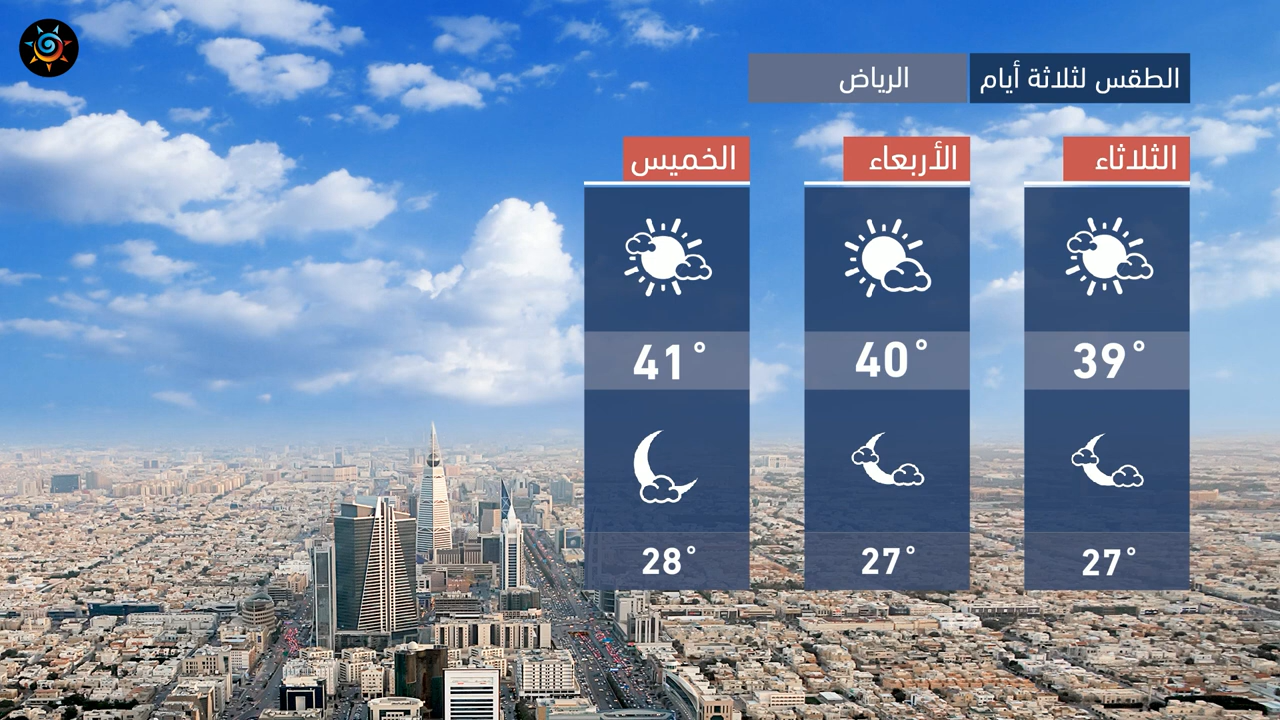 الطقس لثلاثة أيام
الرياض
الثلاثاء
39°
27°
الأربعاء
40°
27°
الخميس
41°
28°